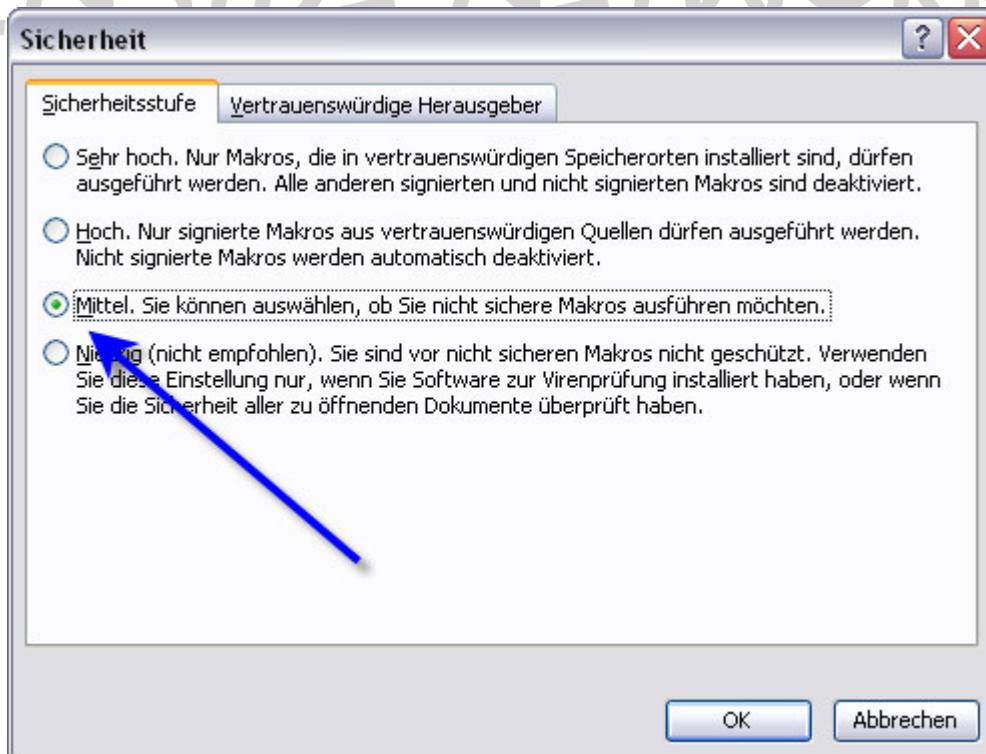 Sicherheit
Sicherheitsstufe Vertrauenswürdige Herausgeber
Sehr hoch. Nur Makros, die in vertrauenswürdigen Speicherorten installiert sind, dürfen
ausgeführt werden. Alle anderen signierten und nicht signierten Makros sind deaktiviert.
Hoch. Nur signierte Makros aus vertrauenswürdigen Quellen dürfen ausgeführt werden.
Nicht signierte Makros werden automatisch deaktiviert.
Mittel. Sie können auswählen, ob Sie nicht sichere Makros ausführen möchten.
Niedrig (nicht empfohlen). Sie sind vor nicht sicheren Makros nicht geschützt. Verwenden
Sie diese Einstellung nur, wenn Sie Software zur Virenprüfung installiert haben, oder wenn
Sie die Sicherheit aller zu öffnenden Dokumente überprüft haben.
OK Abbrechen